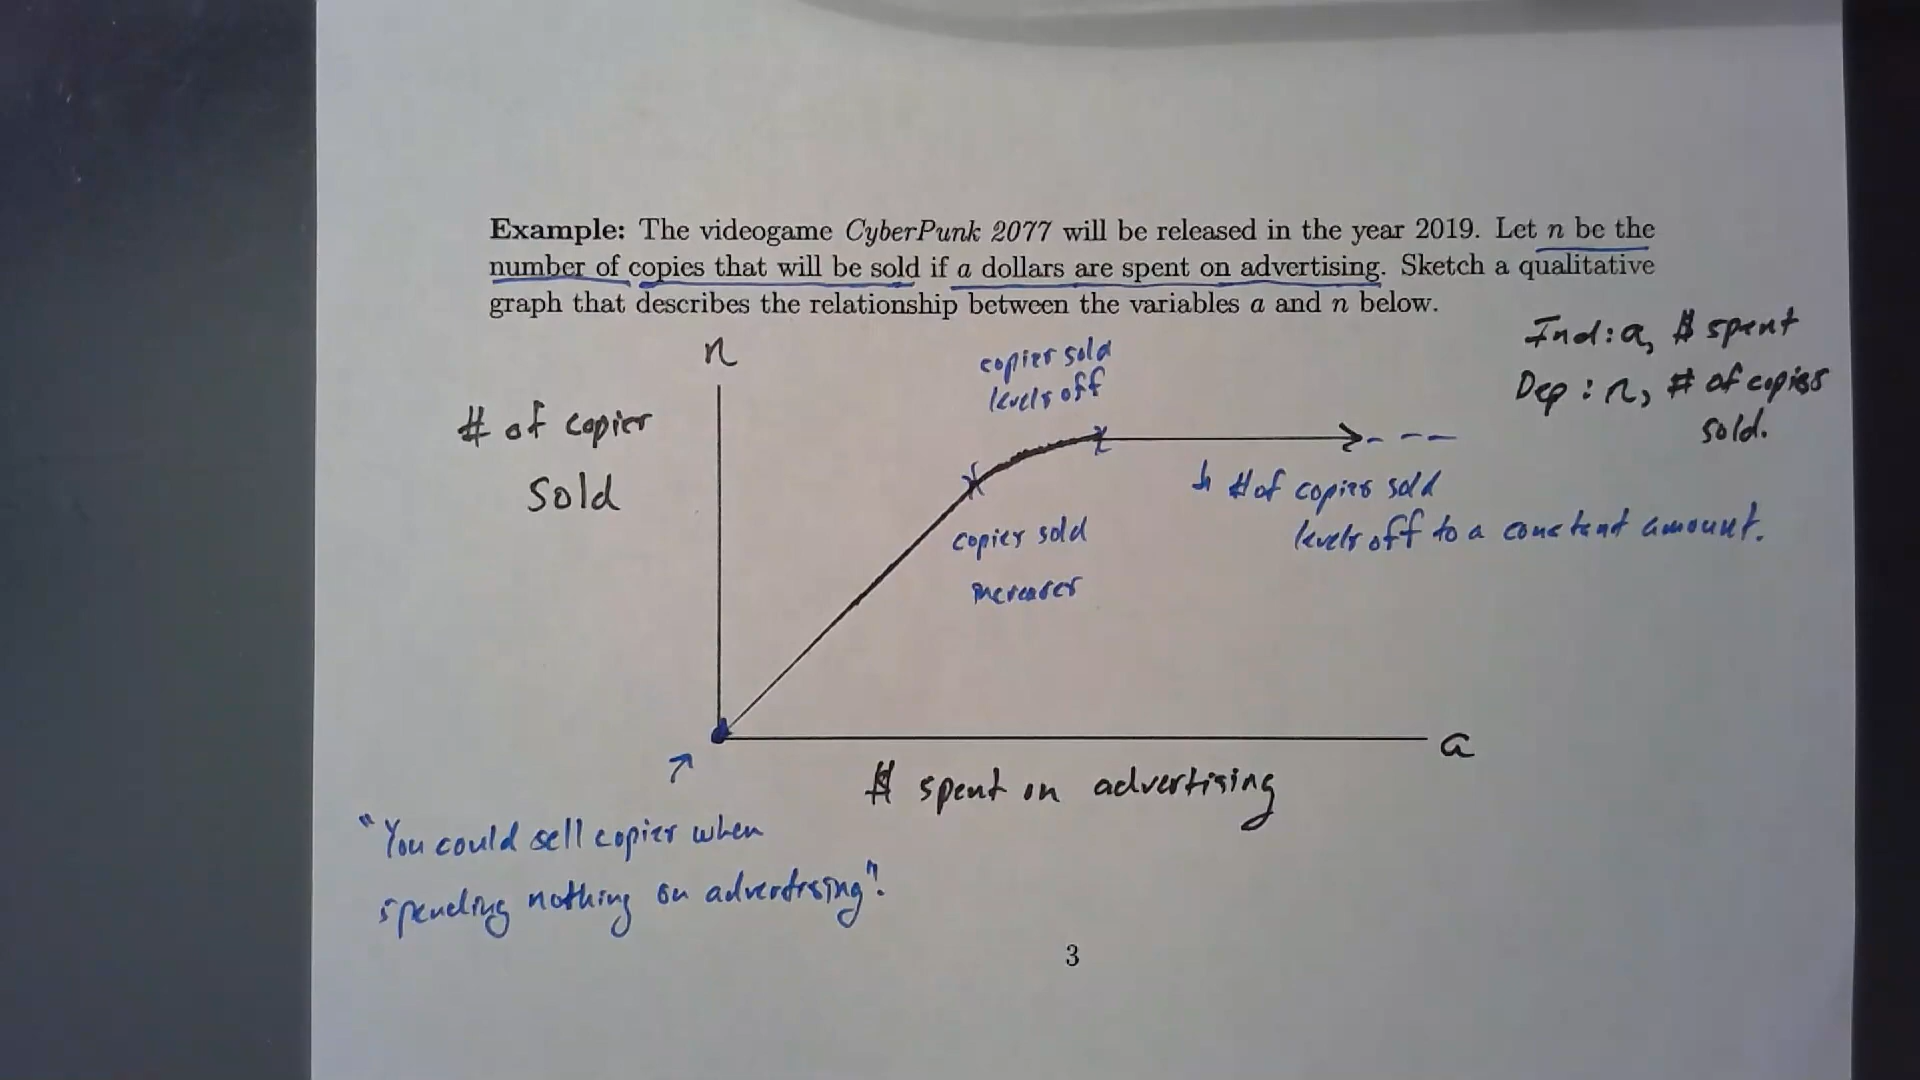 Example: The videogame CyberPunk 2077 will be released in the year 2019. Let n be the
number of copies that will be sold if a dollars are spent on advertising. Sketch a qualitative
graph that describes the relationship between the variables a and n below.
Ind: a, $ spent
Dep: n, # of copies
sold.
n
# of copies
sold
copies sold
levels off
# of copies sold
levels off to a constant amount.
copies sold
increases
a
$ spent on advertising
"You could sell copies when
spending nothing on advertising".
3